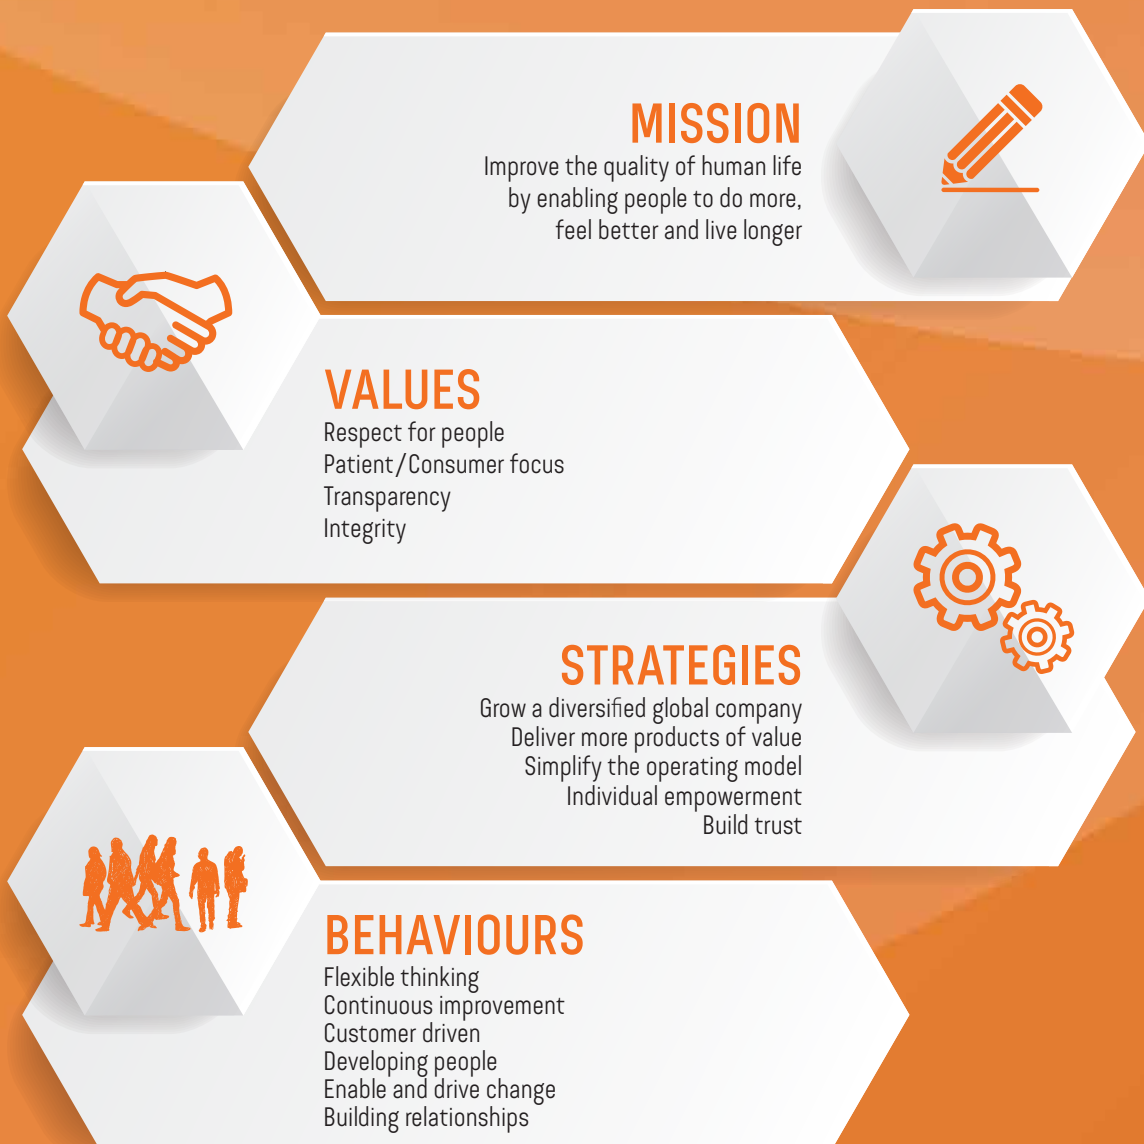 MISSION
Improve the quality of human life
by enabling people to do more,
feel better and live longer
VALUES
Respect for people
Patient/Consumer focus
Transparency
Integrity
STRATEGIES
Grow a diversified global company
Deliver more products of value
Simplify the operating model
Individual empowerment
Build trust
BEHAVIOURS
Flexible thinking
Continuous improvement
Customer driven
Developing people
Enable and drive change
Building relationships